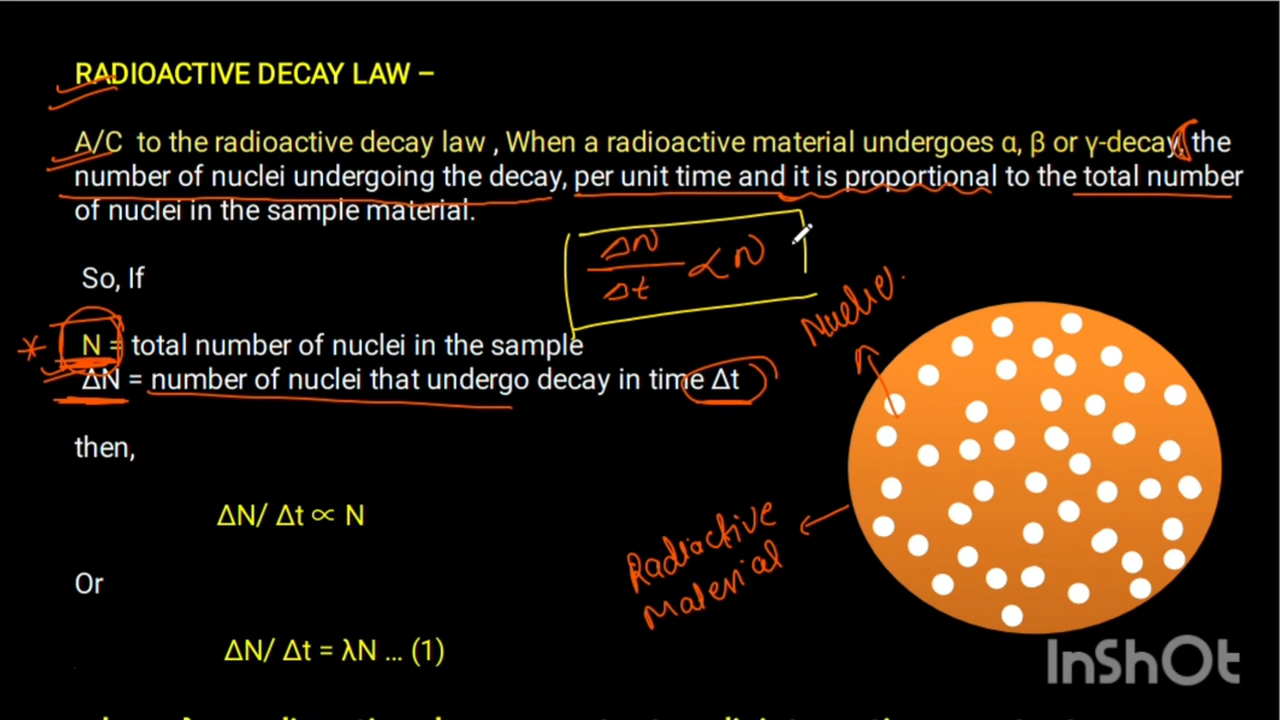 RADIOACTIVE DECAY LAW –
A/C to the radioactive decay law , When a radioactive material undergoes α, β or γ-decay, the
number of nuclei undergoing the decay, per unit time and it is proportional to the total number
of nuclei in the sample material.
ΔN
Δt ∝ N
So, If
Nuclie.
N = total number of nuclei in the sample
ΔN = number of nuclei that undergo decay in time Δt
then,
ΔN/ Δt ∝ N
Radiactive
Material
Or
ΔN/ Δt = λN ... (1)
InShOt